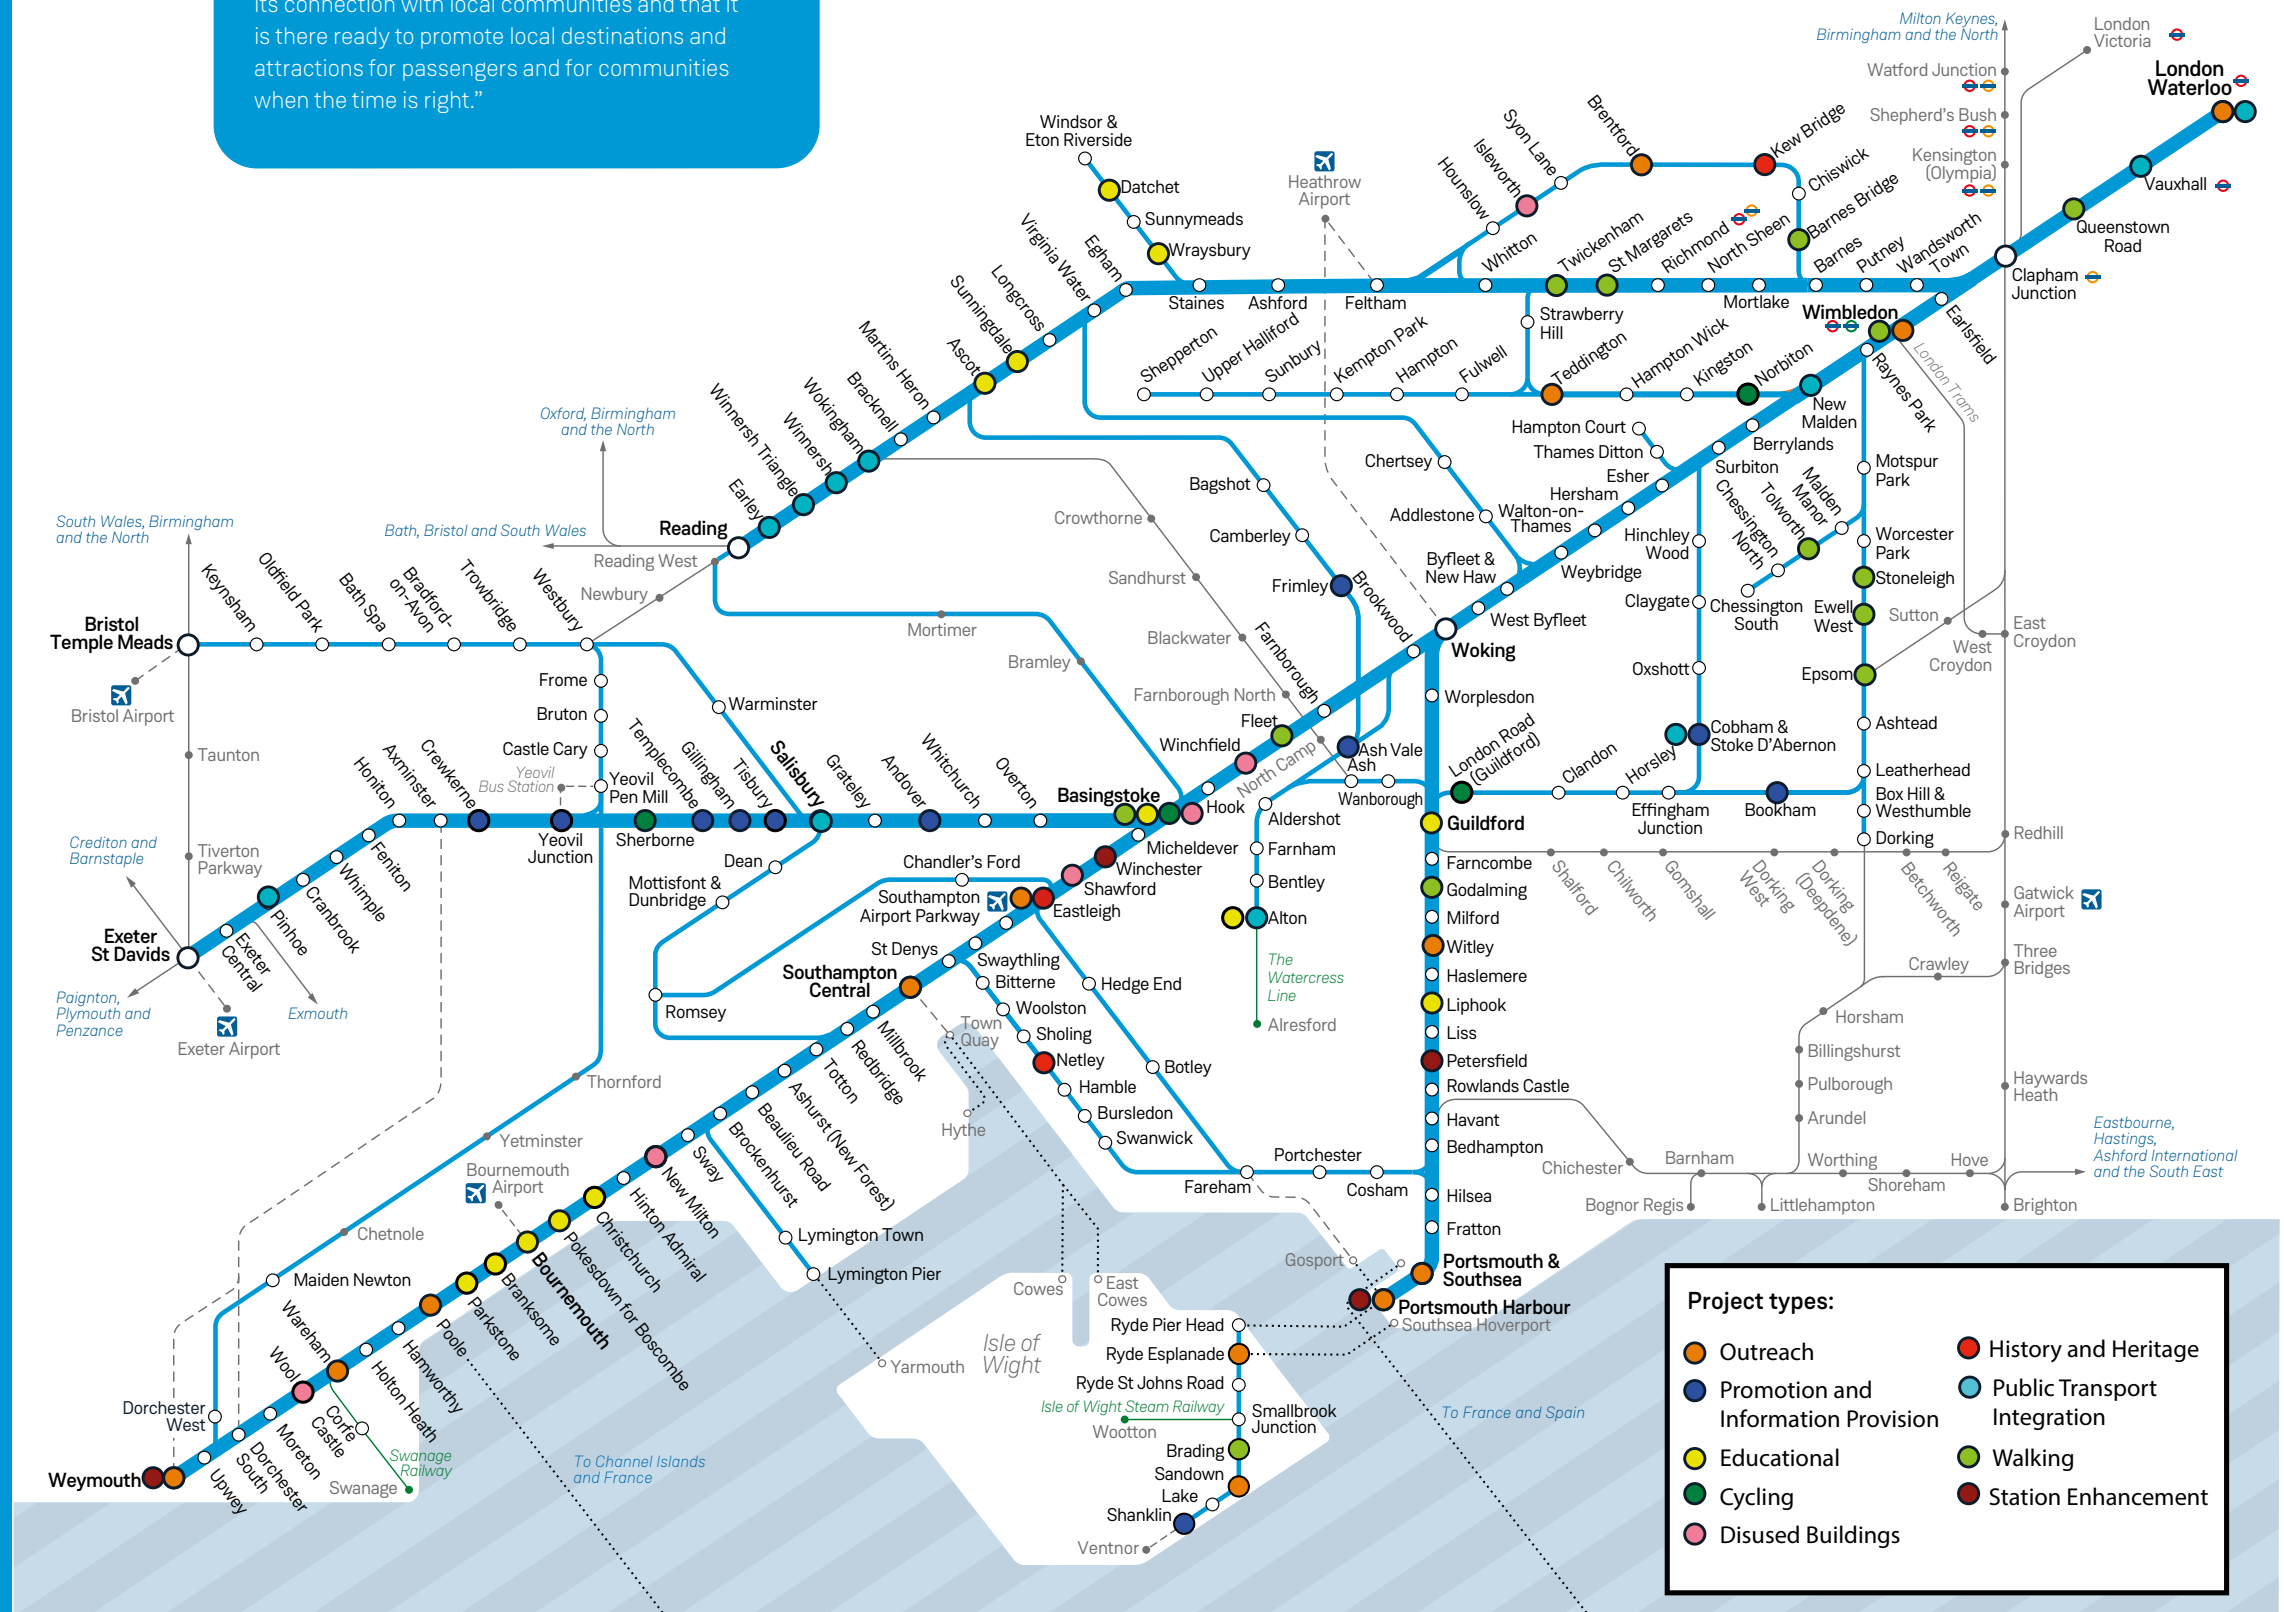 its connection with local communities and that it
is there ready to promote local destinations and
attractions for passengers and for communities
when the time is right.”
Milton Keynes,
Birmingham and the North
London
Victoria
Watford Junction
London
Waterloo
Shepherd's Bush
Kensington
(Olympia)
Vauxhall
Queenstown
Road
Clapham
Junction
Windsor &
Eton Riverside
Datchet
Sunnymeads
Wraysbury
Heathrow
Airport
Hounslow
Isleworth
Syon Lane
Brentford
Kew Bridge
Chiswick
Barnes Bridge
Virginia Water
Egham
Staines
Ashford
Feltham
Whitton
Twickenham
St Margarets
Richmond
North Sheen
Mortlake
Barnes
Putney
Wandsworth
Town
Wimbledon
Earlsfield
London Trams
Raynes Park
Strawberry
Hill
Shepperton
Upper Halliford
Sunbury
Kempton Park
Hampton
Fulwell
Teddington
Hampton Wick
Kingston
Norbiton
New
Malden
Berrylands
Surbiton
Hampton Court
Thames Ditton
Esher
Hersham
Walton-on-
Thames
Weybridge
Byfleet &
New Haw
West Byfleet
Woking
Longcross
Sunningdale
Ascot
Martins Heron
Bracknell
Wokingham
Winnersh
Winnersh Triangle
Earley
Reading
Oxford, Birmingham
and the North
Bath, Bristol and South Wales
Reading West
Newbury
South Wales, Birmingham
and the North
Bristol
Temple Meads
Keynsham
Oldfield Park
Bath Spa
Bradford-
on-Avon
Trowbridge
Westbury
Bristol Airport
Taunton
Tiverton
Parkway
Frome
Bruton
Castle Cary
Yeovil
Bus Station
Yeovil
Pen Mill
Warminster
Mortimer
Bramley
Crowthorne
Sandhurst
Blackwater
Farnborough North
North Camp
Bagshot
Camberley
Frimley
Chertsey
Addlestone
Brookwood
Farnborough
Fleet
Winchfield
Hook
Basingstoke
Ash Vale
Ash
Wanborough
Aldershot
Farnham
Bentley
Alton
The
Watercress
Line
Alresford
Motspur
Park
Malden
Manor
Tolworth
Chessington
North
Chessington
South
Worcester
Park
Stoneleigh
Ewell
West
Epsom
Ashtead
Leatherhead
Box Hill &
Westhumble
Dorking
Sutton
West
Croydon
East
Croydon
Hinchley
Wood
Claygate
Oxshott
Cobham &
Stoke D'Abernon
London Road
(Guildford)
Clandon
Horsley
Effingham
Junction
Bookham
Worplesdon
Guildford
Farncombe
Godalming
Milford
Witley
Haslemere
Liphook
Liss
Petersfield
Rowlands Castle
Havant
Bedhampton
Hilsea
Fratton
Portsmouth &
Southsea
Portsmouth Harbour
Southsea Hoverport
Shalford
Chilworth
Gomshall
Dorking
West
Dorking
(Deepdene)
Betchworth
Reigate
Redhill
Gatwick
Airport
Three
Bridges
Crawley
Horsham
Billingshurst
Pulborough
Arundel
Haywards
Heath
Eastbourne,
Hastings,
Ashford International
and the South East
Chichester
Barnham
Bognor Regis
Littlehampton
Worthing
Shoreham
Hove
Brighton
Honiton
Axminster
Crewkerne
Yeovil
Junction
Sherborne
Templecombe
Gillingham
Tisbury
Salisbury
Grateley
Andover
Whitchurch
Overton
Feniton
Whimple
Cranbrook
Pinhoe
Exeter
Central
Exeter
St Davids
Crediton and
Barnstaple
Paignton,
Plymouth and
Penzance
Exmouth
Exeter Airport
Dean
Mottisfont &
Dunbridge
Romsey
Chandler's Ford
Micheldever
Winchester
Shawford
Eastleigh
Southampton
Airport Parkway
St Denys
Swaythling
Southampton
Central
Bitterne
Woolston
Sholing
Netley
Hamble
Bursledon
Swanwick
Hedge End
Botley
Fareham
Portchester
Cosham
Gosport
Town
Quay
Hythe
Millbrook
Redbridge
Totton
Ashurst (New Forest)
Beaulieu Road
Brockenhurst
Sway
Lymington Town
Lymington Pier
New Milton
Hinton Admiral
Christchurch
Pokesdown for Boscombe
Bournemouth
Bournemouth
Airport
Branksome
Parkstone
Poole
Hamworthy
Holton Heath
Wareham
Wool
Corfe
Castle
Swanage
Railway
Swanage
Moreton
Dorchester
South
Dorchester
West
Upwey
Weymouth
Thornford
Yetminster
Chetnole
Maiden Newton
To Channel Islands
and France
Yarmouth
Cowes
East
Cowes
Isle of
Wight
Ryde Pier Head
Ryde Esplanade
Ryde St Johns Road
Isle of Wight Steam Railway
Wootton
Smallbrook
Junction
Brading
Sandown
Lake
Shanklin
Ventnor
To France and Spain
Project types:
Outreach
Promotion and
Information Provision
Educational
Cycling
Disused Buildings
History and Heritage
Public Transport
Integration
Walking
Station Enhancement